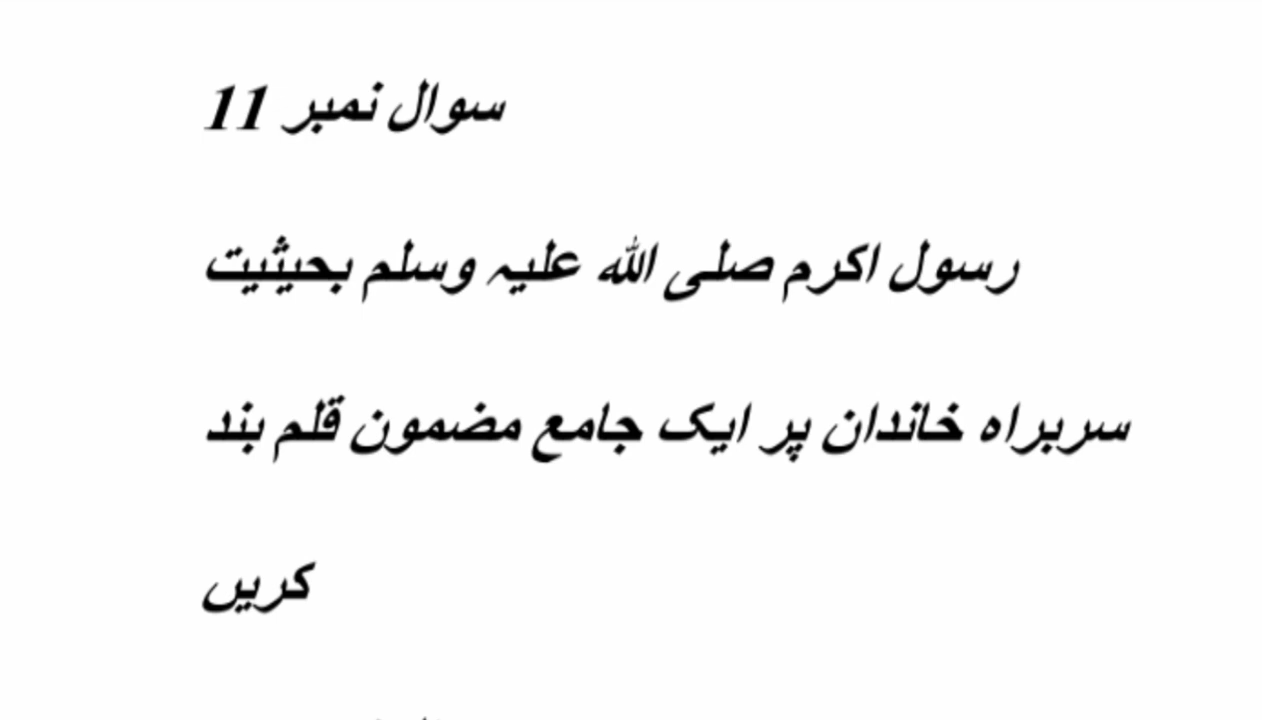 سوال نمبر 11
رسول اکرم صلی اللہ علیہ وسلم بحیثیت
سربراہ خاندان پر ایک جامع مضمون قلم بند
کریں